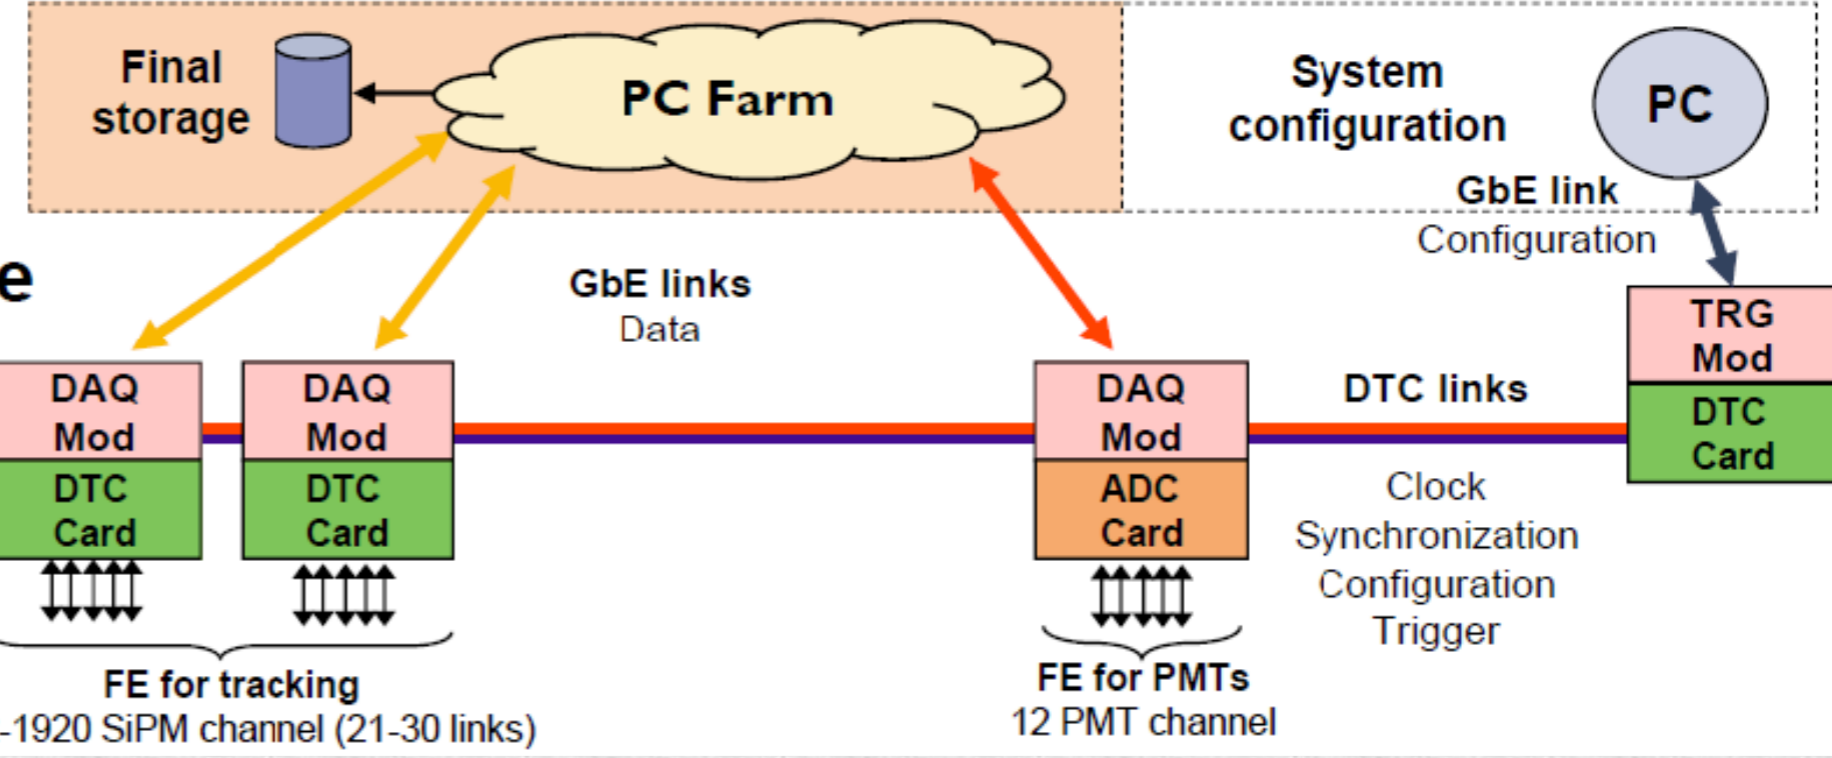 Final
storage
PC Farm
System
configuration
PC
GbE link
Configuration
e
GbE links
Data
TRG
Mod
DTC
Card
DAQ
Mod
DTC
Card
DAQ
Mod
DTC
Card
DAQ
Mod
ADC
Card
DTC links
Clock
Synchronization
Configuration
Trigger
FE for tracking
-1920 SiPM channel (21-30 links)
FE for PMTs
12 PMT channel